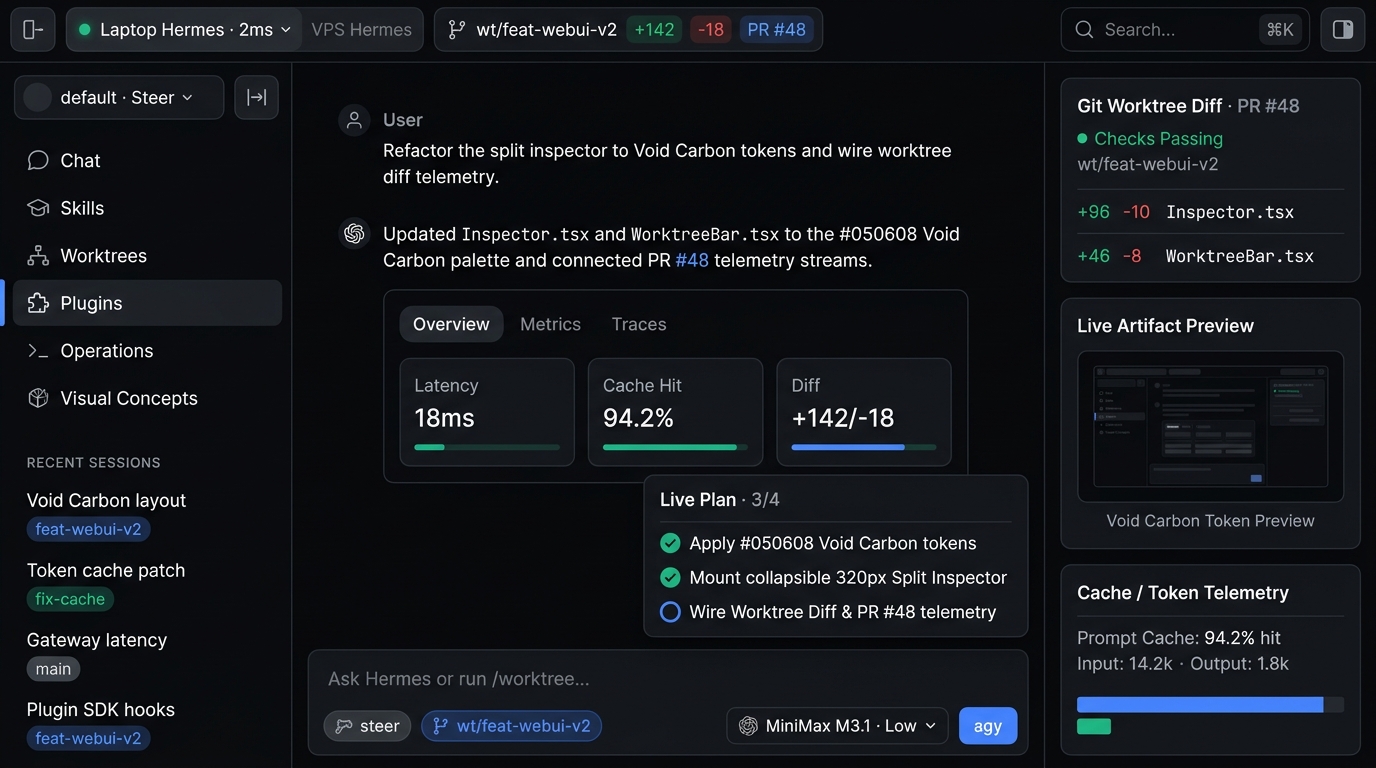 Laptop Hermes · 2ms
VPS Hermes
wt/feat-webui-v2 +142 -18 PR #48
Search... ⌘K
default · Steer
Chat
Skills
Worktrees
Plugins
Operations
Visual Concepts
RECENT SESSIONS
Void Carbon layout
feat-webui-v2
Token cache patch
fix-cache
Gateway latency
main
Plugin SDK hooks
feat-webui-v2
User
Refactor the split inspector to Void Carbon tokens and wire worktree
diff telemetry.
Updated Inspector.tsx and WorktreeBar.tsx to the #050608 Void
Carbon palette and connected PR #48 telemetry streams.
Overview Metrics Traces
Latency
18ms
Cache Hit
94.2%
Diff
+142/-18
Live Plan · 3/4
Apply #050608 Void Carbon tokens
Mount collapsible 320px Split Inspector
Wire Worktree Diff & PR #48 telemetry
Ask Hermes or run /worktree...
steer
wt/feat-webui-v2
MiniMax M3.1 · Low
agy
Git Worktree Diff · PR #48
Checks Passing
wt/feat-webui-v2
+96 -10 Inspector.tsx
+46 -8 WorktreeBar.tsx
Live Artifact Preview
Void Carbon Token Preview
Cache / Token Telemetry
Prompt Cache: 94.2% hit
Input: 14.2k · Output: 1.8k